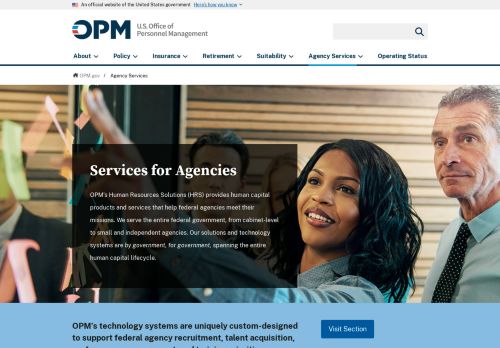 An official website of the United States government Here's how you know
OPM
U.S. Office of
Personnel Management
About Policy Insurance Retirement Suitability Agency Services Operating Status
OPM.gov / Agency Services
Services for Agencies
OPM's Human Resources Solutions (HRS) provides human capital
products and services that help federal agencies meet their
missions. We serve the entire federal government, from cabinet-level
to small and independent agencies. Our solutions and technology
systems are by government, for government, spanning the entire
human capital lifecycle.
OPM's technology systems are uniquely custom-designed
to support federal agency recruitment, talent acquisition,
Visit Section